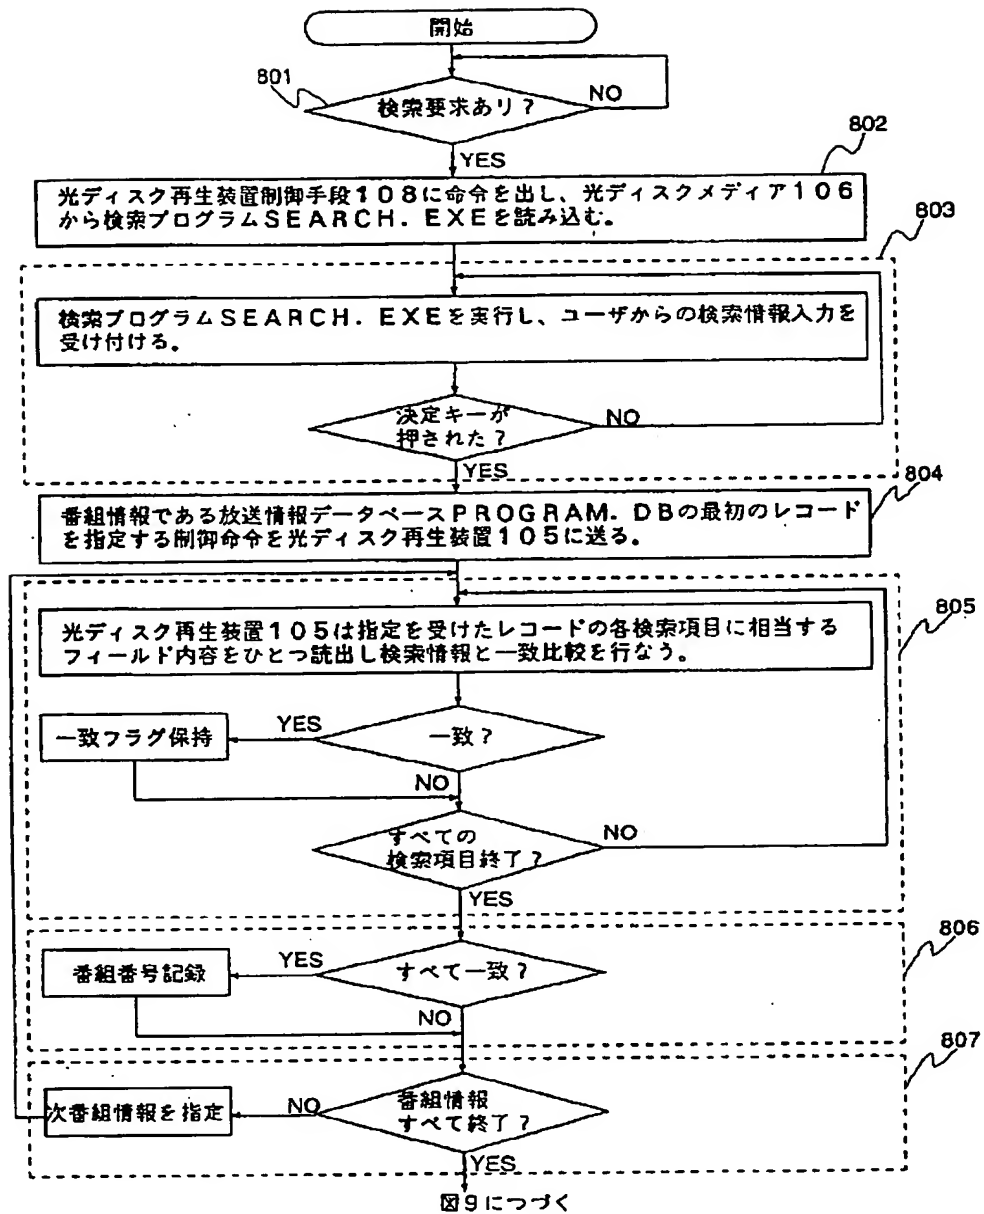 開始
801
検索要求あり？
NO
YES
802
光ディスク再生装置制御手段１０８に命令を出し、光ディスクメディア１０６
から検索プログラムＳＥＡＲＣＨ．ＥＸＥを読み込む。
803
検索プログラムＳＥＡＲＣＨ．ＥＸＥを実行し、ユーザからの検索情報入力を
受け付ける。
決定キーが
押された？
NO
YES
804
番組情報である放送情報データベースＰＲＯＧＲＡＭ．ＤＢの最初のレコード
を指定する制御命令を光ディスク再生装置１０５に送る。
805
光ディスク再生装置１０５は指定を受けたレコードの各検索項目に相当する
フィールド内容をひとつ読出し検索情報と一致比較を行なう。
一致フラグ保持
YES
一致？
NO
すべての
検索項目終了？
NO
YES
806
番組番号記録
YES
すべて一致？
NO
807
次番組情報を指定
NO
番組情報
すべて終了？
YES
図９につづく